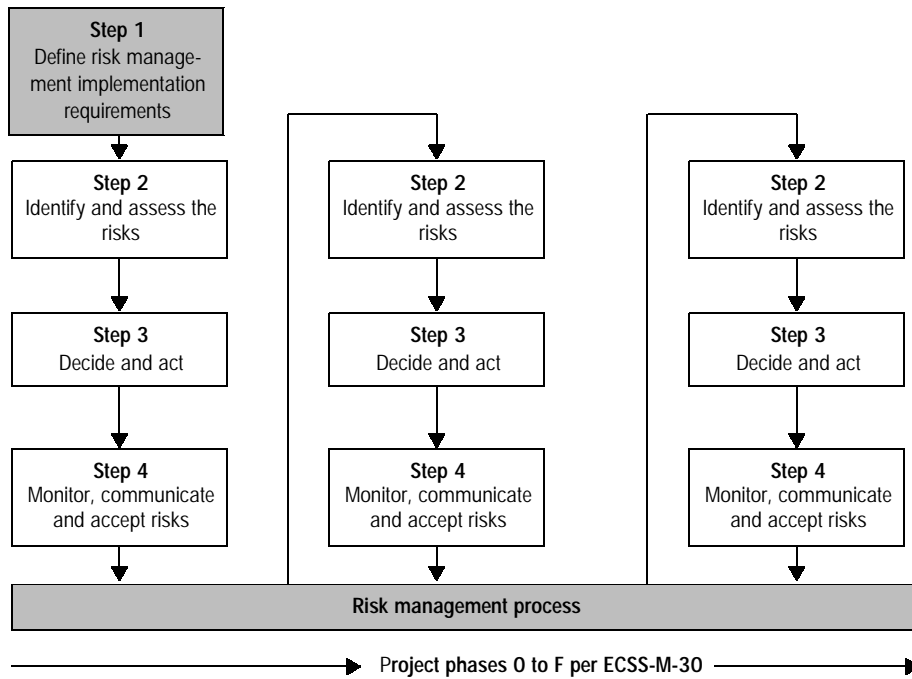 Step 1
Define risk manage-
ment implementation
requirements
Step 2
Identify and assess the
risks
Step 3
Decide and act
Step 4
Monitor, communicate
and accept risks
Step 2
Identify and assess the
risks
Step 3
Decide and act
Step 4
Monitor, communicate
and accept risks
Step 2
Identify and assess the
risks
Step 3
Decide and act
Step 4
Monitor, communicate
and accept risks
Risk management process
Project phases 0 to F per ECSS-M-30